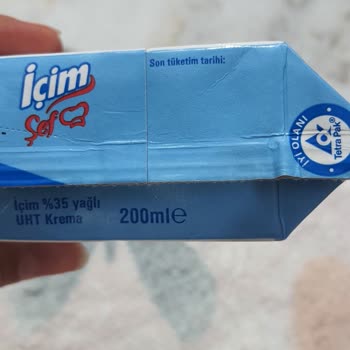 İçim
Şef
Son tüketim tarihi:
İYİ OLANI
Tetra Pak®
İçim %35 yağlı
UHT Krema
200ml℮